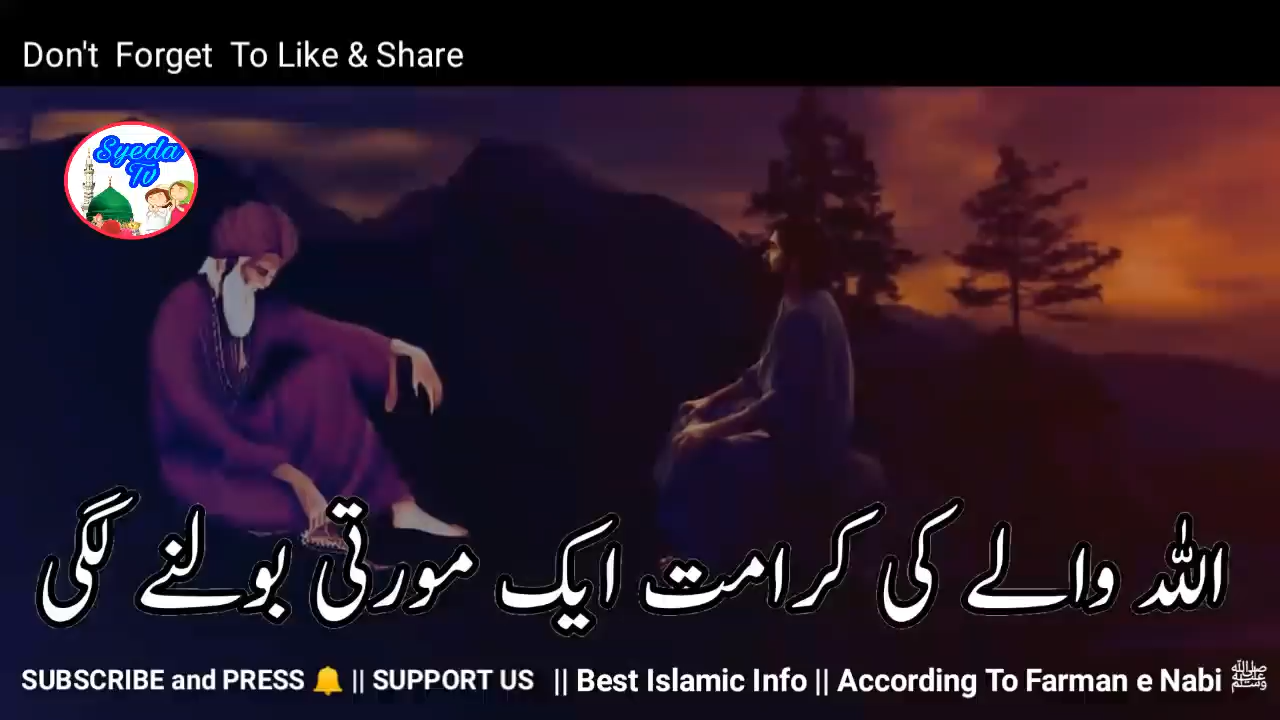 Don't Forget To Like & Share
Syeda
Tv
اللہ والے کی کرامت ایک مورتی بولنے لگی
SUBSCRIBE and PRESS 🔔 || SUPPORT US || Best Islamic Info || According To Farman e Nabi ﷺ